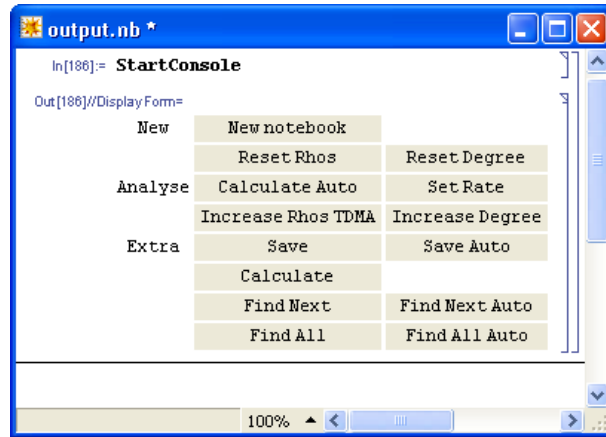 output.nb *
In[186]:= StartConsole
Out[186]//DisplayForm=
New New notebook
Reset Rhos Reset Degree
Analyse Calculate Auto Set Rate
Increase Rhos TDMA Increase Degree
Extra Save Save Auto
Calculate
Find Next Find Next Auto
Find All Find All Auto
100%